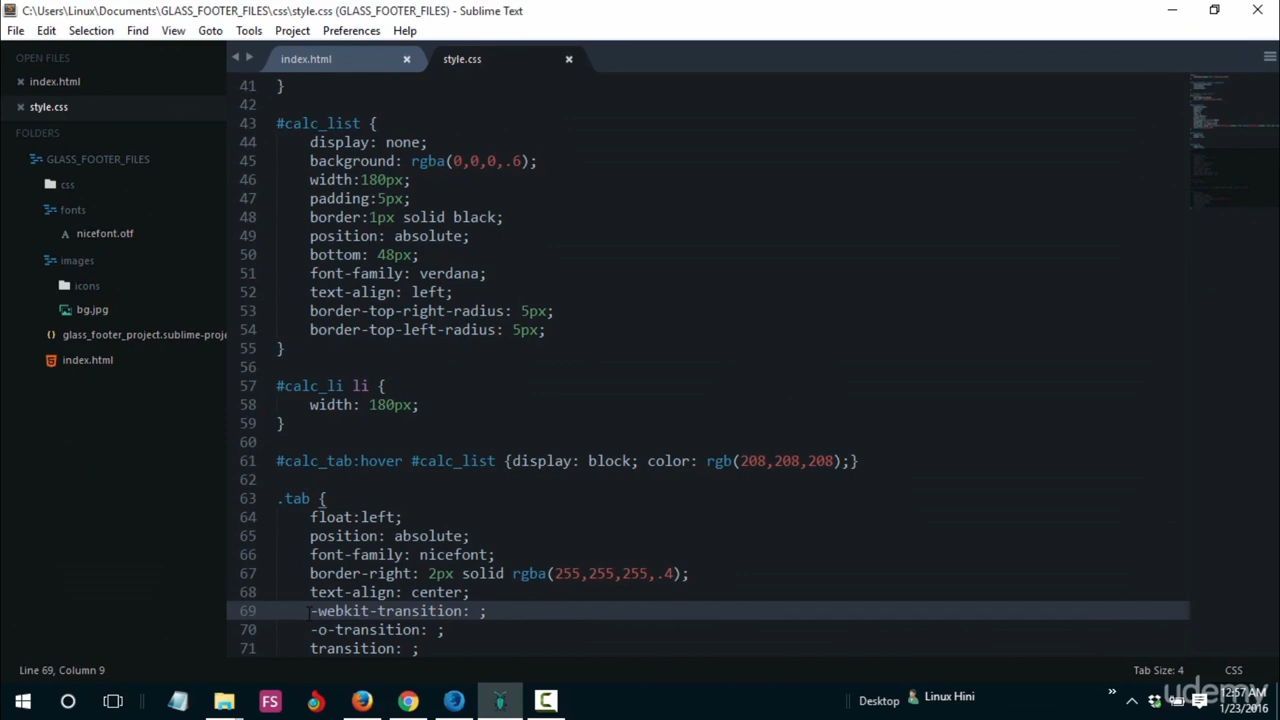 C:\Users\Linux\Documents\GLASS_FOOTER_FILES\css\style.css (GLASS_FOOTER_FILES) - Sublime Text
File Edit Selection Find View Goto Tools Project Preferences Help
OPEN FILES
index.html
style.css
FOLDERS
GLASS_FOOTER_FILES
css
fonts
nicefont.otf
images
icons
bg.jpg
glass_footer_project.sublime-proje
index.html
index.html
style.css
41 }
42
43 #calc_list {
44 display: none;
45 background: rgba(0,0,0,.6);
46 width:180px;
47 padding:5px;
48 border:1px solid black;
49 position: absolute;
50 bottom: 48px;
51 font-family: verdana;
52 text-align: left;
53 border-top-right-radius: 5px;
54 border-top-left-radius: 5px;
55 }
56
57 #calc_li li {
58 width: 180px;
59 }
60
61 #calc_tab:hover #calc_list {display: block; color: rgb(208,208,208);}
62
63 .tab {
64 float:left;
65 position: absolute;
66 font-family: nicefont;
67 border-right: 2px solid rgba(255,255,255,.4);
68 text-align: center;
69 -webkit-transition: ;
70 -o-transition: ;
71 transition: ;
Line 69, Column 9
Tab Size: 4
CSS
FS
Desktop
Linux Hini
12:57 AM
1/23/2016
udemy